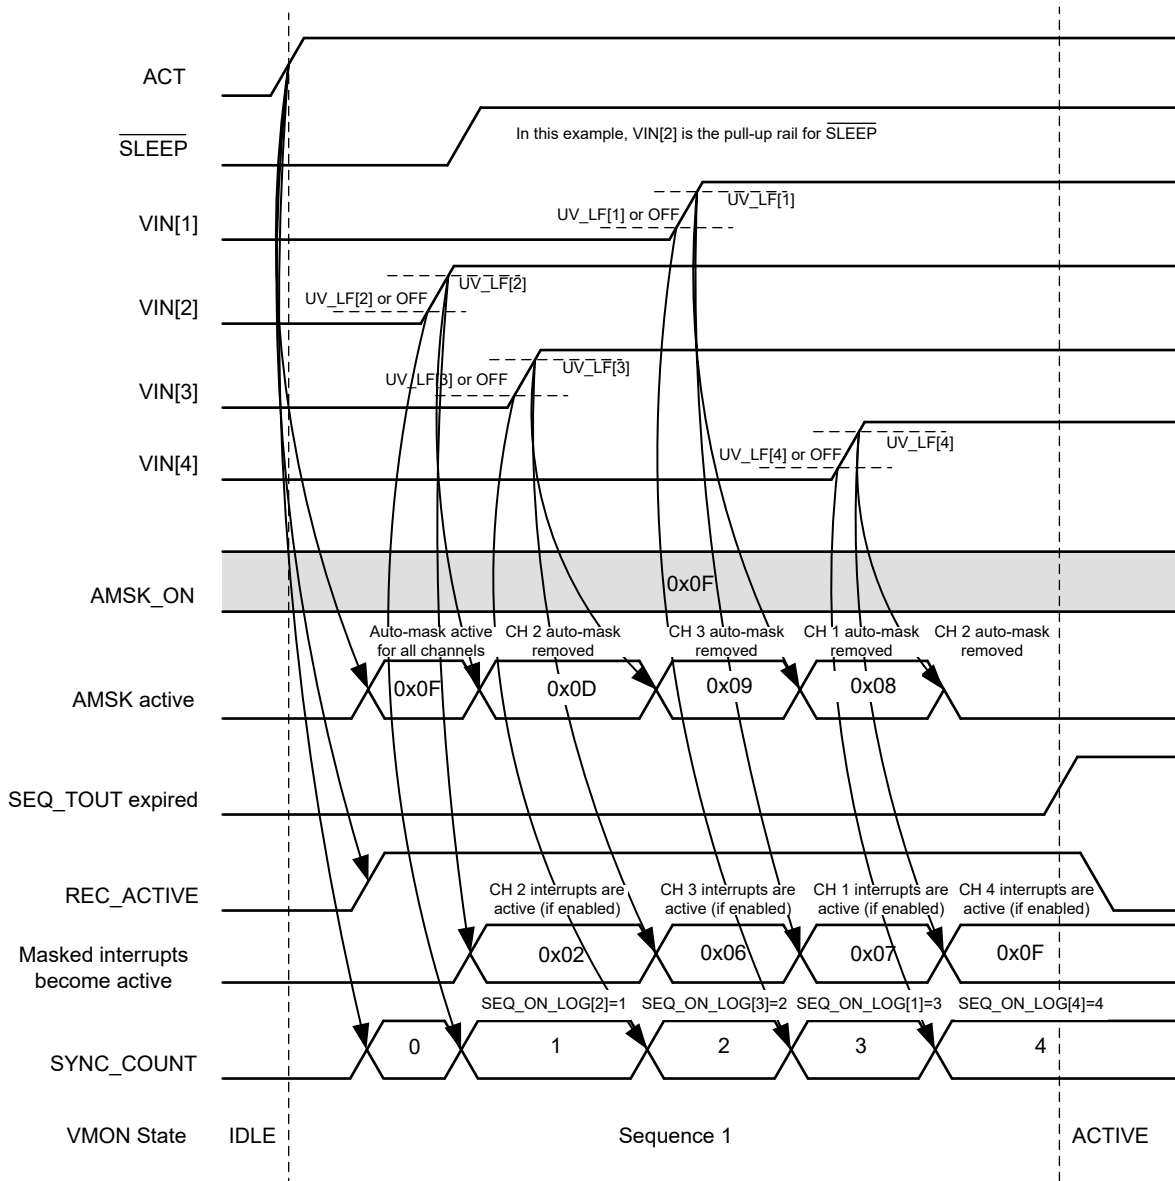 ACT
SLEEP
In this example, VIN[2] is the pull-up rail for SLEEP
UV_LF[1]
UV_LF[1] or OFF
VIN[1]
UV_LF[2]
UV_LF[2] or OFF
VIN[2]
UV_LF[3]
UV_LF[3] or OFF
VIN[3]
UV_LF[4]
UV_LF[4] or OFF
VIN[4]
0x0F
AMSK_ON
Auto-mask active
for all channels
CH 2 auto-mask
removed
CH 3 auto-mask
removed
CH 1 auto-mask
removed
CH 2 auto-mask
removed
AMSK active
0x0F
0x0D
0x09
0x08
SEQ_TOUT expired
REC_ACTIVE
CH 2 interrupts are
active (if enabled)
CH 3 interrupts are
active (if enabled)
CH 1 interrupts are
active (if enabled)
CH 4 interrupts are
active (if enabled)
Masked interrupts
become active
0x02
0x06
0x07
0x0F
SEQ_ON_LOG[2]=1
SEQ_ON_LOG[3]=2
SEQ_ON_LOG[1]=3
SEQ_ON_LOG[4]=4
SYNC_COUNT
0
1
2
3
4
VMON State
IDLE
Sequence 1
ACTIVE